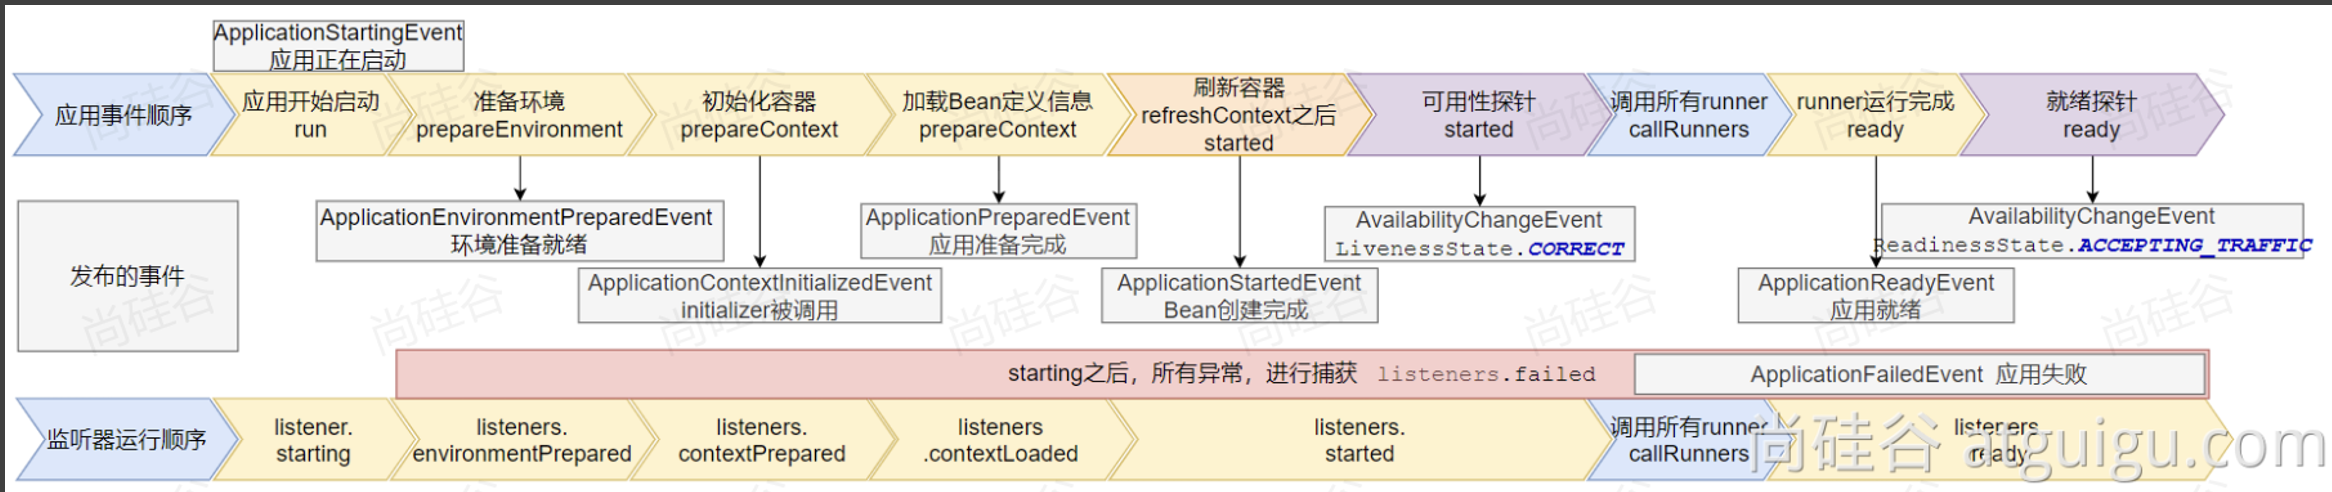 ApplicationStartingEvent
应用正在启动
应用事件顺序
应用开始启动
run
准备环境
prepareEnvironment
初始化容器
prepareContext
加载Bean定义信息
prepareContext
刷新容器
refreshContext之后
started
可用性探针
started
调用所有runner
callRunners
runner运行完成
ready
就绪探针
ready
发布的事件
ApplicationEnvironmentPreparedEvent
环境准备就绪
ApplicationContextInitializedEvent
initializer被调用
ApplicationPreparedEvent
应用准备完成
ApplicationStartedEvent
Bean创建完成
AvailabilityChangeEvent
LivenessState.CORRECT
ApplicationReadyEvent
应用就绪
AvailabilityChangeEvent
ReadinessState.ACCEPTING_TRAFFIC
starting之后，所有异常，进行捕获 listeners.failed
ApplicationFailedEvent 应用失败
监听器运行顺序
listener.
starting
listeners.
environmentPrepared
listeners.
contextPrepared
listeners
.contextLoaded
listeners.
started
调用所有runner
callRunners
listeners
ready
尚硅谷 atguigu.com